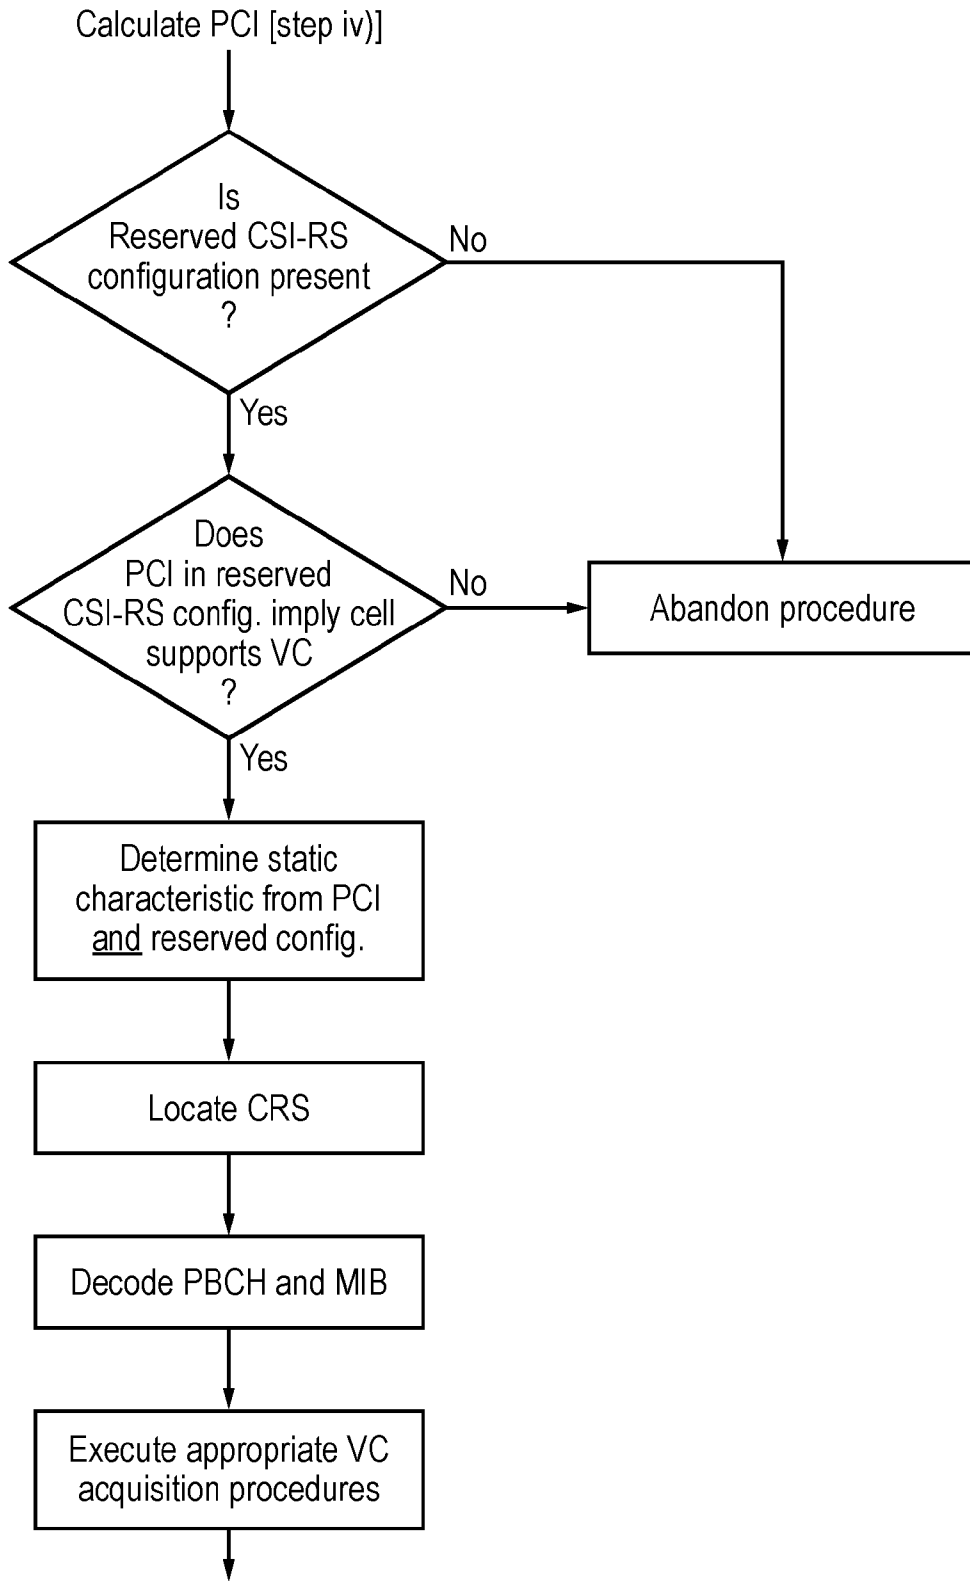 Calculate PCI [step iv)]
Is
Reserved CSI-RS
configuration present
?
No
Yes
Does
PCI in reserved
CSI-RS config. imply cell
supports VC
?
No
Abandon procedure
Yes
Determine static
characteristic from PCI
and reserved config.
Locate CRS
Decode PBCH and MIB
Execute appropriate VC
acquisition procedures